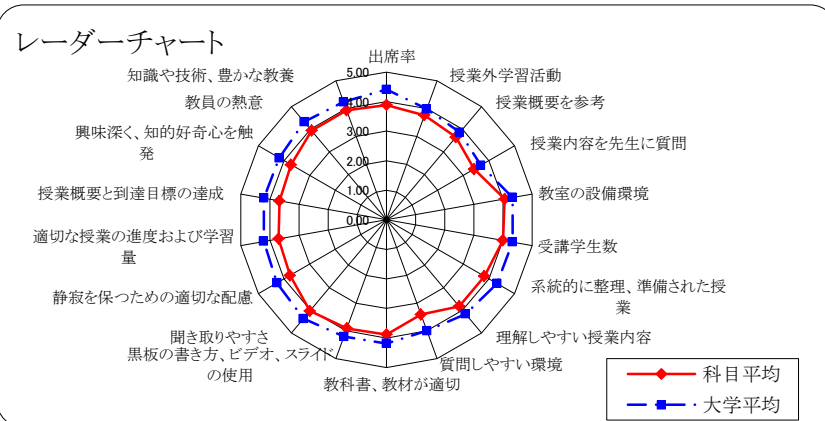 レーダーチャート
出席率
授業外学習活動
授業概要を参考
授業内容を先生に質問
教室の設備環境
受講学生数
系統的に整理、準備された授
業
理解しやすい授業内容
質問しやすい環境
教科書、教材が適切
黒板の書き方、ビデオ、スライド
の使用
聞き取りやすさ
静寂を保つための適切な配慮
適切な授業の進度および学習
量
授業概要と到達目標の達成
興味深く、知的好奇心を触
発
教員の熱意
知識や技術、豊かな教養
5.00
4.00
3.00
2.00
1.00
0.00
科目平均
大学平均